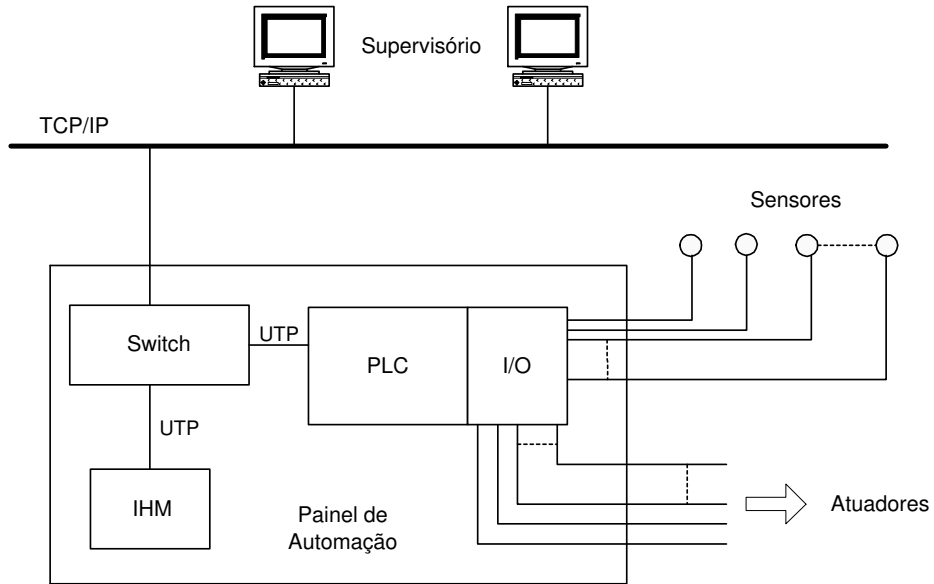 Supervisório
TCP/IP
Sensores
Switch
UTP
PLC
I/O
UTP
IHM
Painel de
Automação
Atuadores